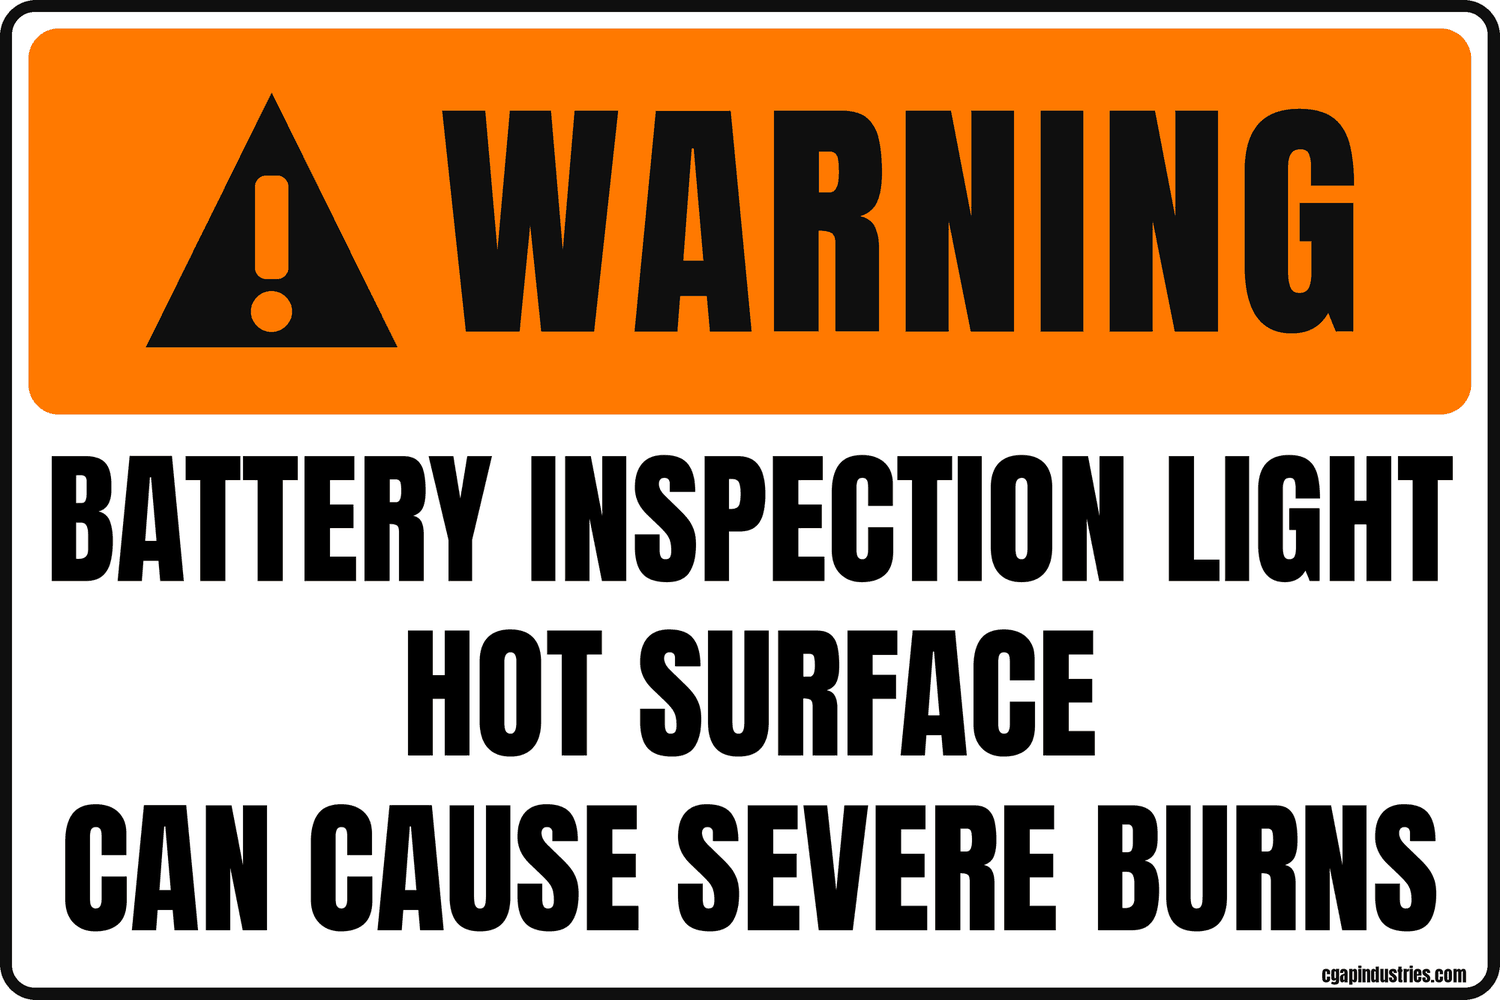 WARNING
BATTERY INSPECTION LIGHT
HOT SURFACE
CAN CAUSE SEVERE BURNS
cgapindustries.com